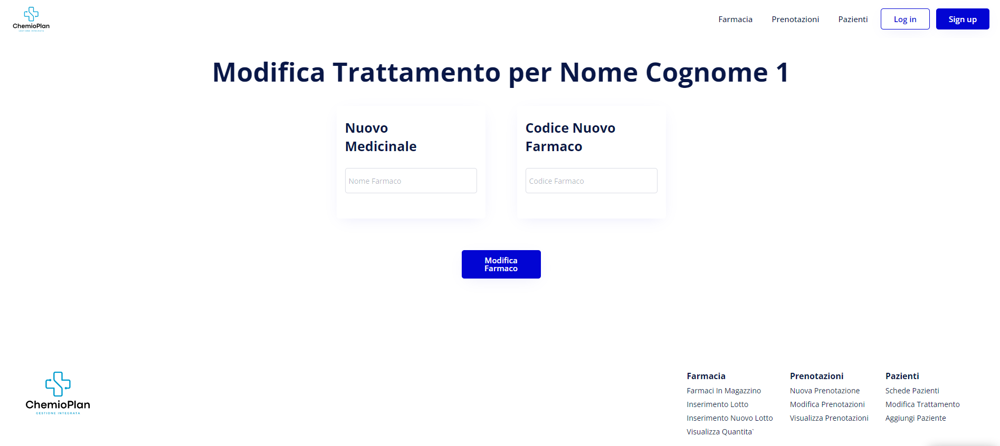 ChemioPlan
GESTIONE INTEGRATA
Farmacia
Prenotazioni
Pazienti
Log in
Sign up
Modifica Trattamento per Nome Cognome 1
Nuovo
Medicinale
Nome Farmaco
Codice Nuovo
Farmaco
Codice Farmaco
Modifica
Farmaco
ChemioPlan
GESTIONE INTEGRATA
Farmacia
Farmaci In Magazzino
Inserimento Lotto
Inserimento Nuovo Lotto
Visualizza Quantita`
Prenotazioni
Nuova Prenotazione
Modifica Prenotazioni
Visualizza Prenotazioni
Pazienti
Schede Pazienti
Modifica Trattamento
Aggiungi Paziente